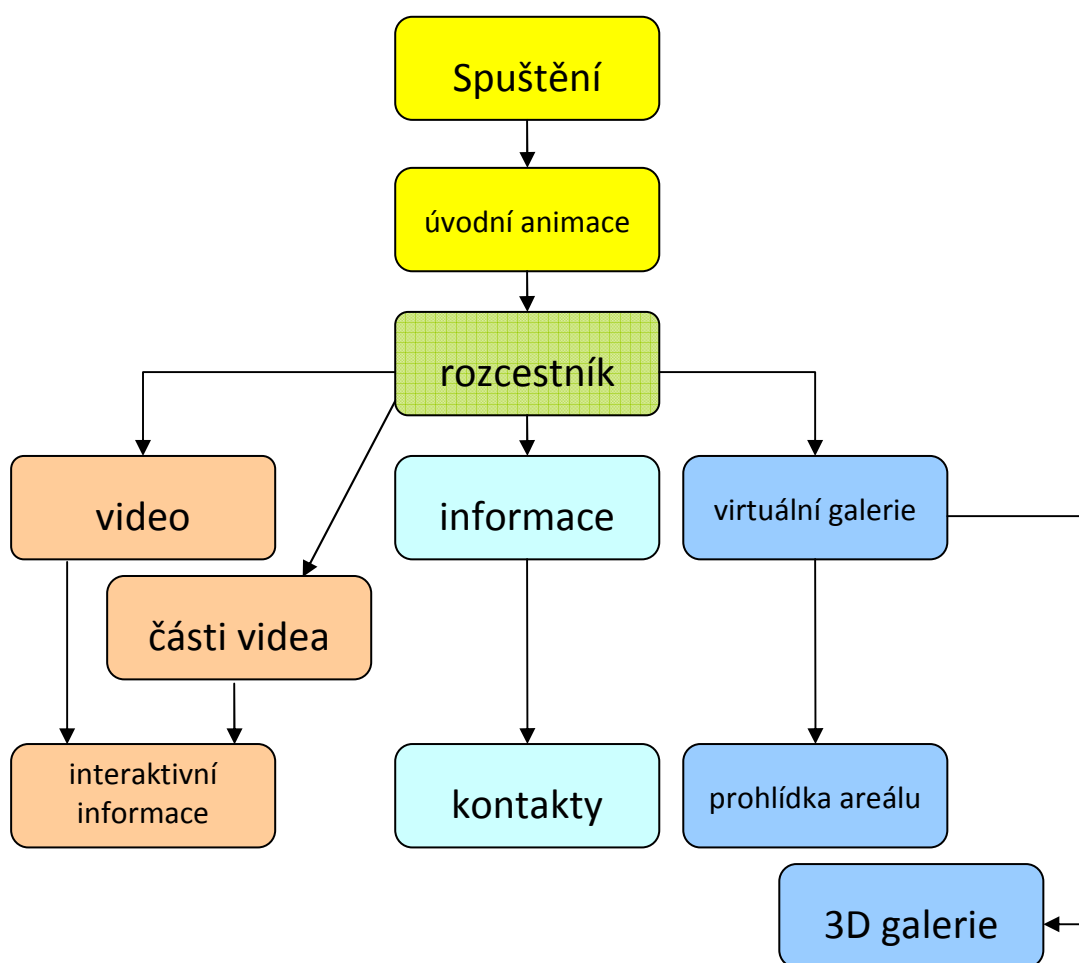 Spuštění
úvodní animace
rozcestník
video
informace
virtuální galerie
části videa
interaktivní
informace
kontakty
prohlídka areálu
3D galerie